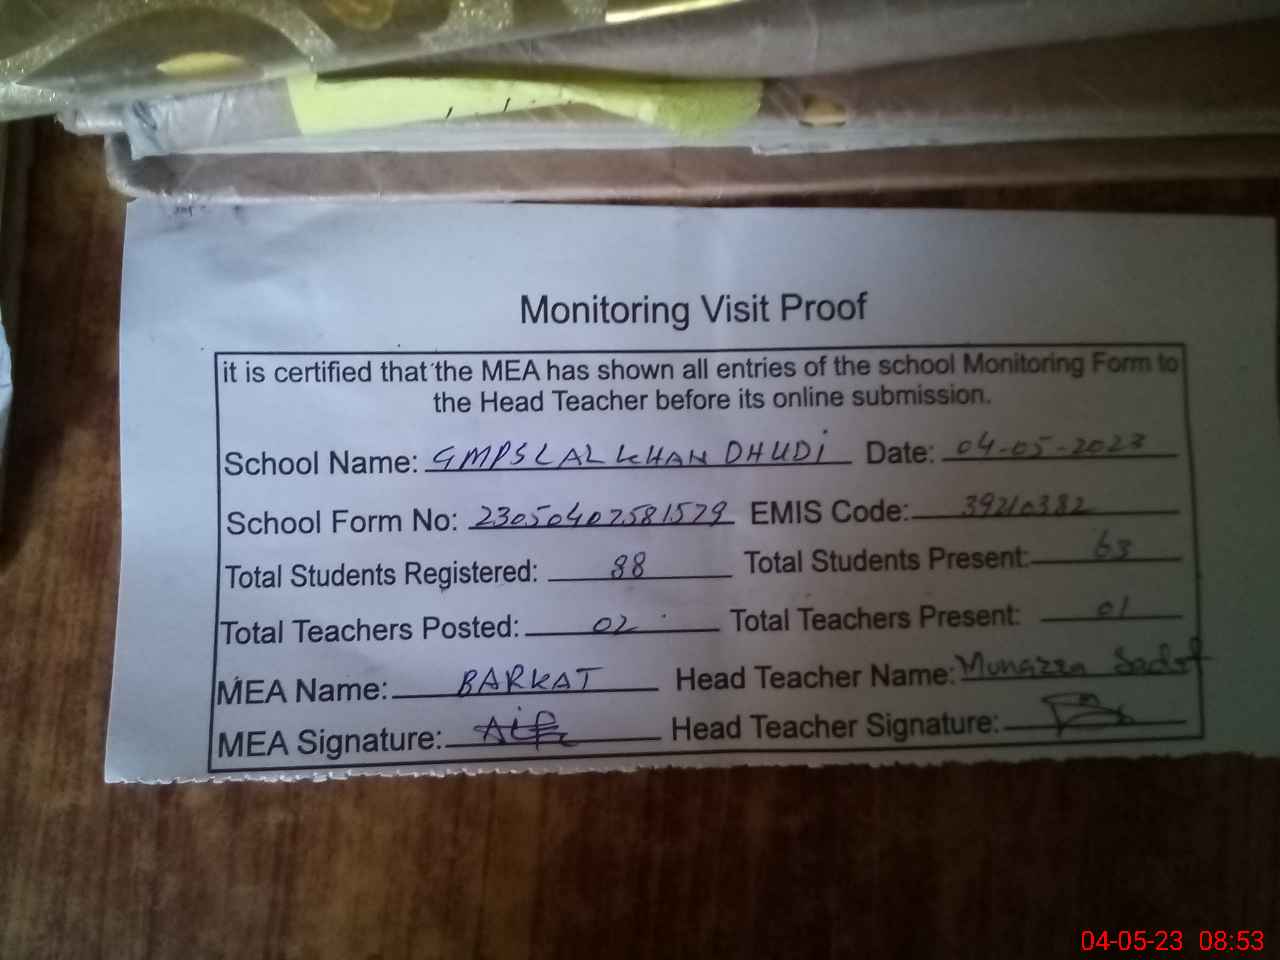 Monitoring Visit Proof
it is certified that the MEA has shown all entries of the school Monitoring Form to
the Head Teacher before its online submission.
School Name: GMPS LAL KHAN DHUDI Date: 04-05-2023
School Form No: 23050402581579 EMIS Code: 39210382
Total Students Registered: 88 Total Students Present: 63
Total Teachers Posted: 02 Total Teachers Present: 01
MEA Name: BARKAT Head Teacher Name: Munazza
MEA Signature: Head Teacher Signature:
04-05-23 08:53